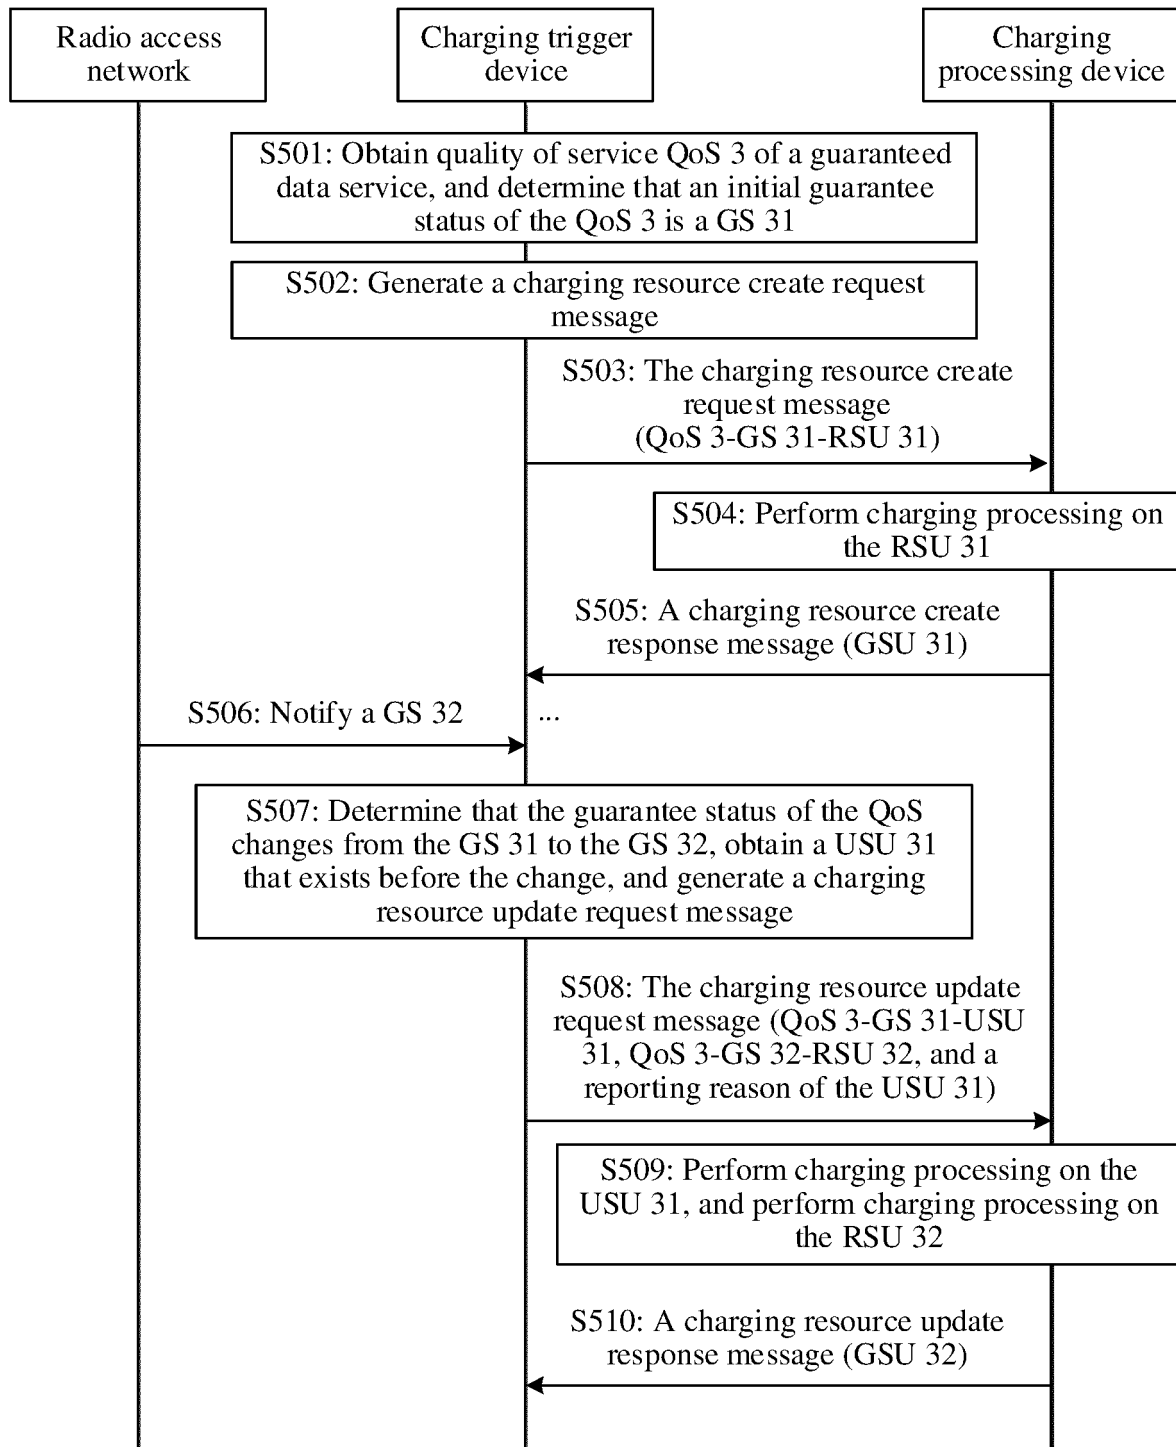 Radio access
network
Charging trigger
device
Charging
processing device
S501: Obtain quality of service QoS 3 of a guaranteed
data service, and determine that an initial guarantee
status of the QoS 3 is a GS 31
S502: Generate a charging resource create request
message
S503: The charging resource create
request message
(QoS 3-GS 31-RSU 31)
S504: Perform charging processing on
the RSU 31
S505: A charging resource create
response message (GSU 31)
S506: Notify a GS 32
...
S507: Determine that the guarantee status of the QoS
changes from the GS 31 to the GS 32, obtain a USU 31
that exists before the change, and generate a charging
resource update request message
S508: The charging resource update
request message (QoS 3-GS 31-USU
31, QoS 3-GS 32-RSU 32, and a
reporting reason of the USU 31)
S509: Perform charging processing on the
USU 31, and perform charging processing on
the RSU 32
S510: A charging resource update
response message (GSU 32)